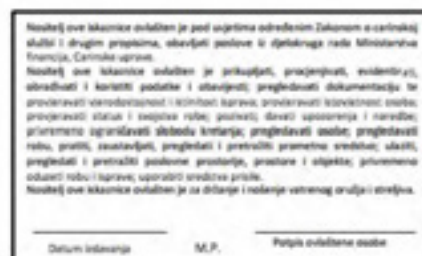 Nositelj ove iskaznice ovlašten je pod uvjetima određenim Zakonom o carinskoj
službi i drugim propisima, obavljati poslove iz djelokruga rada Ministarstva
financija, Carinske uprave.
Nositelj ove iskaznice ovlašten je prikupljati, procjenjivati, evidentirati,
obrađivati i koristiti podatke i obavijesti; pregledavati dokumentaciju te
provjeravati vjerodostojnost i istinitost isprava; provjeravati istovjetnost osobe;
provjeravati status i svojstva robe; pozivati; davati upozorenja i naredbe;
privremeno ograničavati slobodu kretanja; pregledavati osobe; pregledavati
robu, pratiti, zaustavljati, pregledati i pretražiti prometno sredstvo; ulaziti,
pregledati i pretražiti poslovne prostorije, prostore i objekte; privremeno
oduzeti robu i isprave; uporabiti sredstva prisile.
Nositelj ove iskaznice ovlašten je za držanje i nošenje vatrenog oružja i streljiva.
Datum izdavanja M.P. Potpis ovlaštene osobe